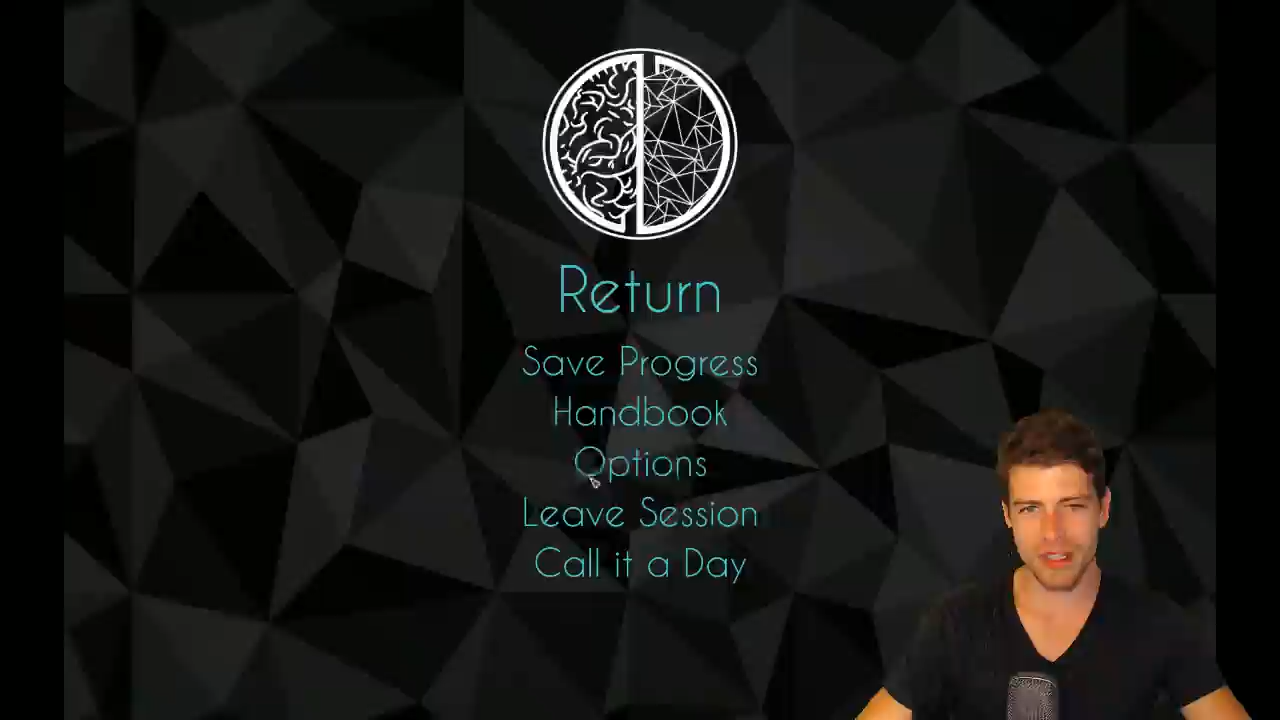 Return
Save Progress
Handbook
Options
Leave Session
Call it a Day